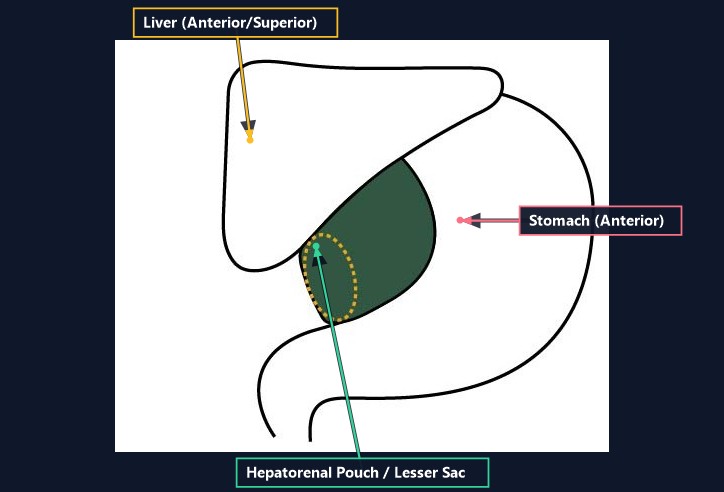 Liver (Anterior/Superior)
Stomach (Anterior)
Hepatorenal Pouch / Lesser Sac